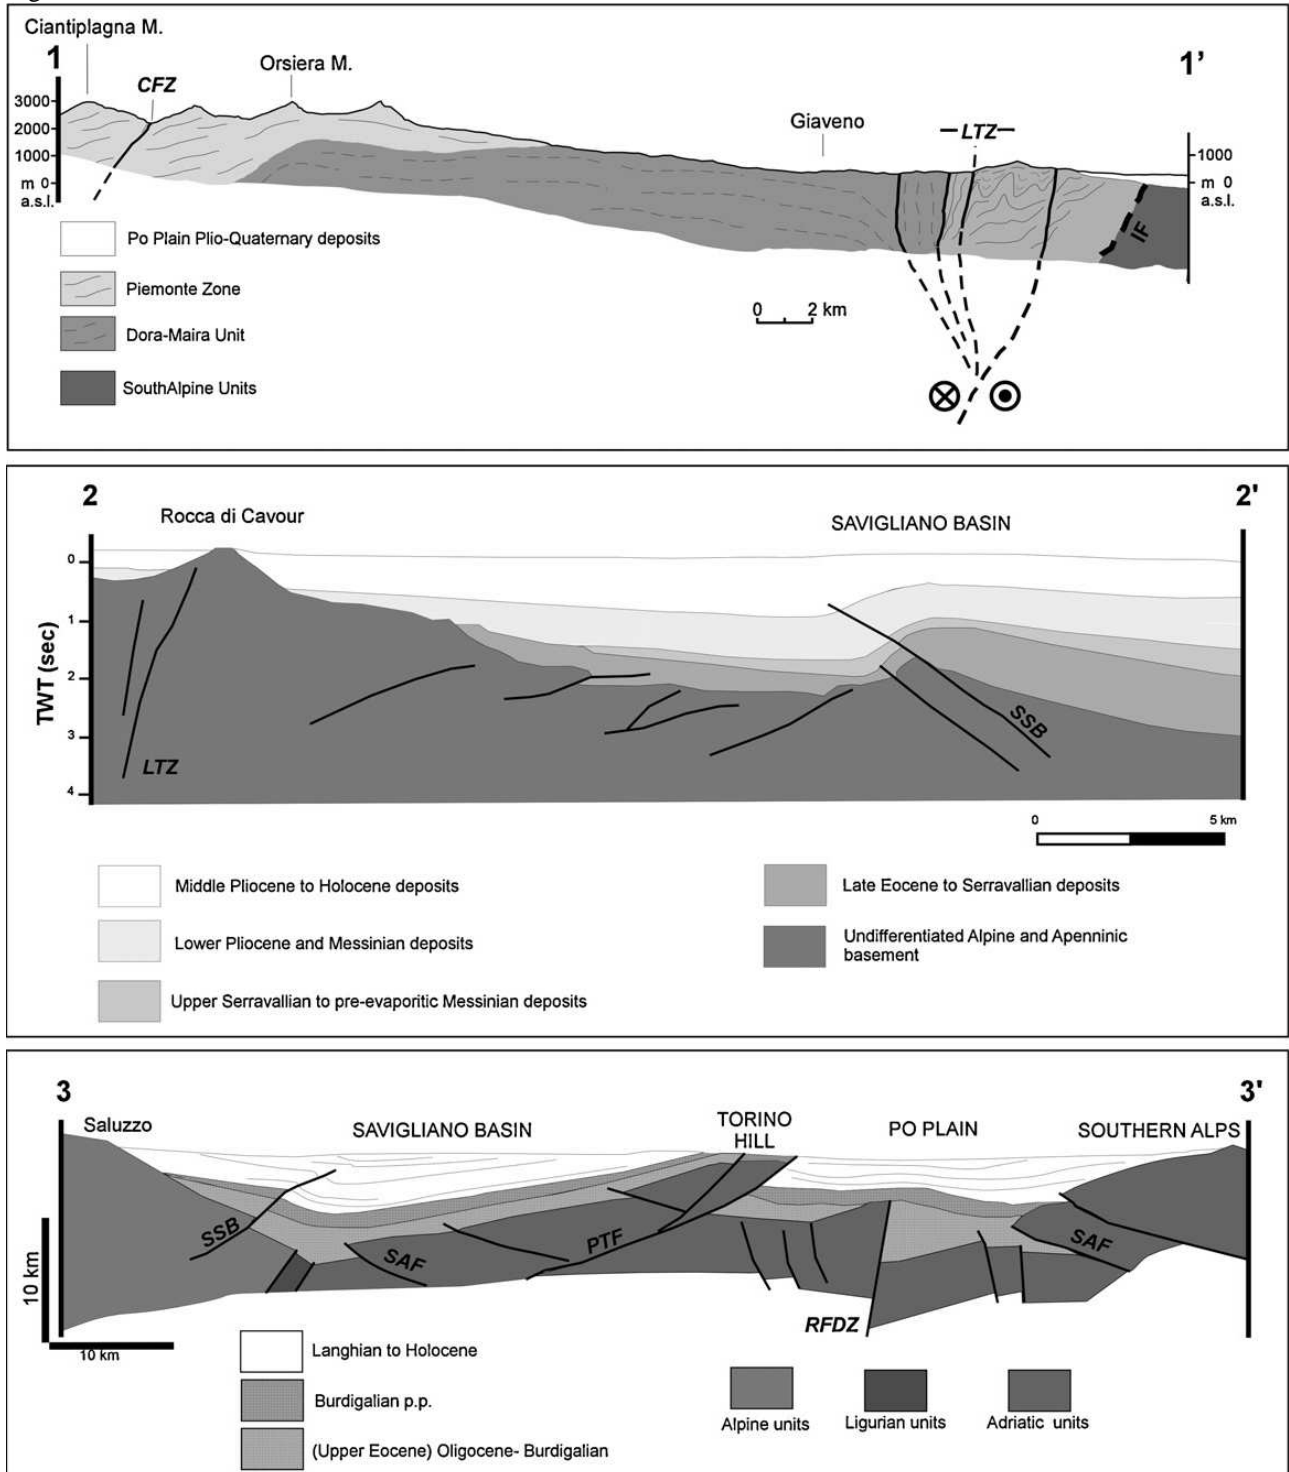 Ciantiplagna M.
1
1'
CFZ
Orsiera M.
Giaveno
LTZ
3000
2000
1000
m 0
a.s.l.
1000
m 0
a.s.l.
IF
Po Plain Plio-Quaternary deposits
Piemonte Zone
Dora-Maira Unit
SouthAlpine Units
0 2 km
2
2'
Rocca di Cavour
SAVIGLIANO BASIN
TWT (sec)
0
1
2
3
4
LTZ
SSB
0 5 km
Middle Pliocene to Holocene deposits
Lower Pliocene and Messinian deposits
Upper Serravallian to pre-evaporitic Messinian deposits
Late Eocene to Serravallian deposits
Undifferentiated Alpine and Apenninic
basement
3
3'
Saluzzo
SAVIGLIANO BASIN
TORINO
HILL
PO PLAIN
SOUTHERN ALPS
SSB
SAF
PTF
SAF
RFDZ
10 km
10 km
Langhian to Holocene
Burdigalian p.p.
(Upper Eocene) Oligocene- Burdigalian
Alpine units
Ligurian units
Adriatic units